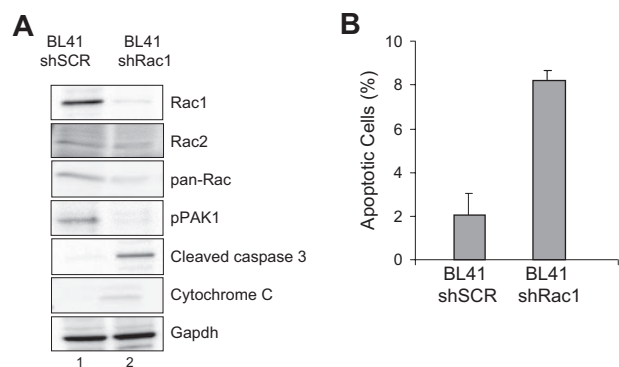 A
BL41 BL41
shSCR shRac1
Rac1
Rac2
pan-Rac
pPAK1
Cleaved caspase 3
Cytochrome C
Gapdh
1 2
B
Apoptotic Cells (%)
10
8
6
4
2
0
BL41 BL41
shSCR shRac1